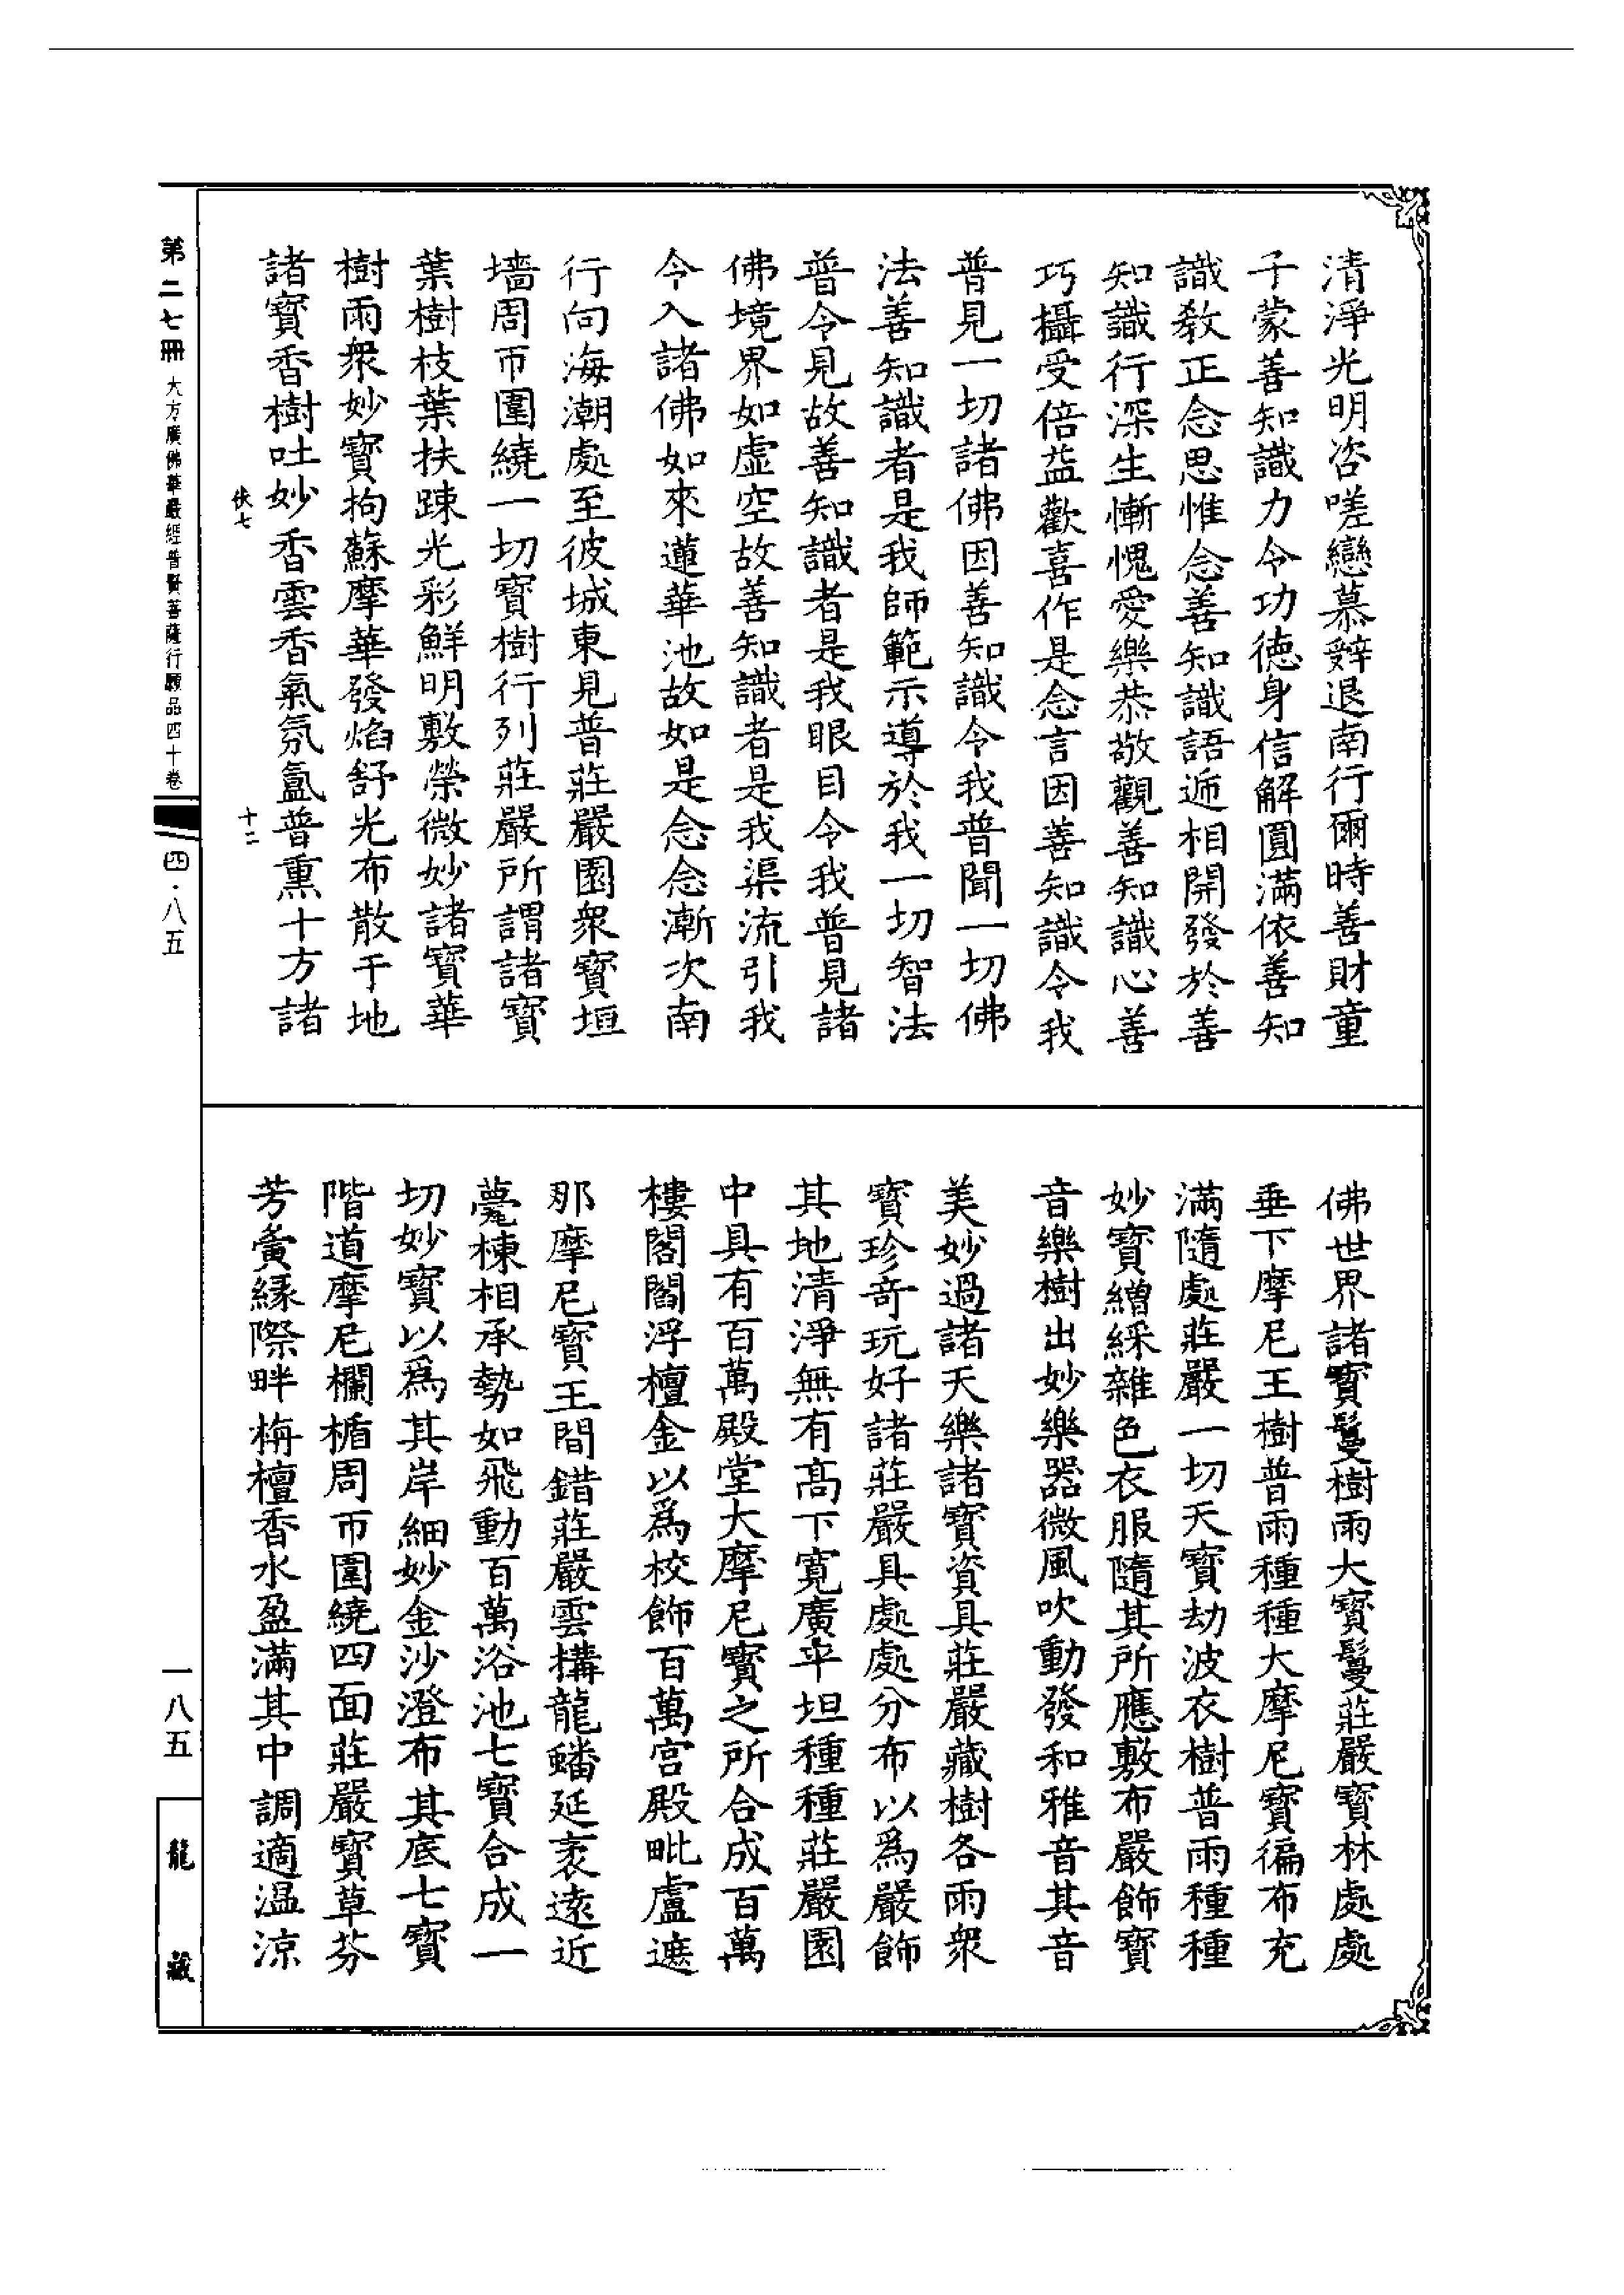 清淨光明咨嗟戀慕辭退南行爾時善財童
子蒙善知識力令功德身信解圓滿依善知
識教正念思惟念善知識語遞相開發於善
知識行深生慚愧愛樂恭敬觀善知識心善
巧攝受倍益歡喜作是念言因善知識令我
普見一切諸佛因善知識令我普聞一切佛
法善知識者是我師範示導於我一切智法
普令見故善知識者是我眼目令我普見諸
佛境界如虛空故善知識者是我渠流引我
令入諸佛如來蓮華池故如是念念漸次南
行向海潮處至彼城東見普莊嚴園衆寶垣
墻周帀圍繞一切寶樹行列莊嚴所謂諸寶
葉樹枝葉扶踈光彩鮮明敷榮微妙諸寶華
樹雨衆妙寶拘蘇摩華發焰舒光布散于地
諸寶香樹吐妙香雲香氣氛氳普熏十方諸
佛世界諸寶鬘樹雨大寶鬘莊嚴寶林處處
垂下摩尼王樹普雨種種大摩尼寶徧布充
滿隨處莊嚴一切天寶劫波衣樹普雨種種
妙寶繒綵雜色衣服隨其所應敷布嚴飾寶
音樂樹出妙樂器微風吹動發和雅音其音
美妙過諸天樂諸寶資具莊嚴藏樹各雨衆
寶珍奇玩好諸莊嚴具處處分布以爲嚴飾
其地清淨無有高下寬廣平坦種種莊嚴園
中具有百萬殿堂大摩尼寶之所合成百萬
樓閣閻浮檀金以爲校飾百萬宮殿毗盧遮
那摩尼寶王間錯莊嚴雲搆龍蟠延袤遠近
甍棟相承勢如飛動百萬浴池七寶合成一
切妙寶以爲其岸細妙金沙澄布其底七寶
階道摩尼欄楯周帀圍繞四面莊嚴寶草芬
芳夤緣際畔栴檀香水盈滿其中調適温涼
伕七
十二
第二七冊 大方廣佛華嚴經普賢菩薩行願品四十卷
四·八五
一八五
龍藏